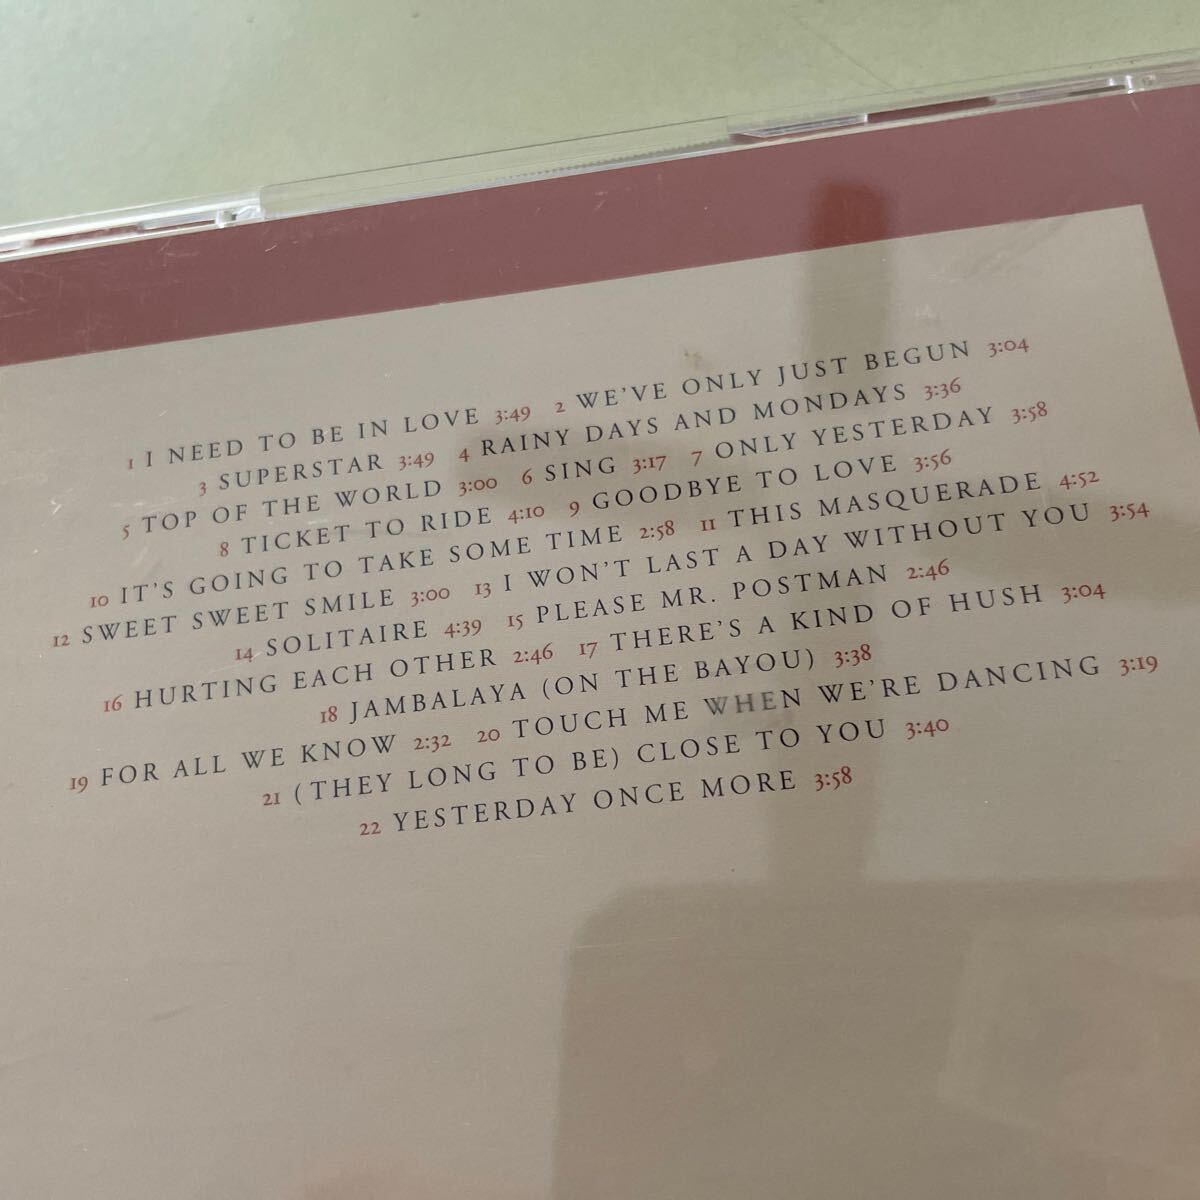 1 I NEED TO BE IN LOVE 3:49 2 WE'VE ONLY JUST BEGUN 3:04
3 SUPERSTAR 3:49 4 RAINY DAYS AND MONDAYS 3:36
5 TOP OF THE WORLD 3:00 6 SING 3:17 7 ONLY YESTERDAY 3:58
8 TICKET TO RIDE 4:10 9 GOODBYE TO LOVE 3:56
10 IT'S GOING TO TAKE SOME TIME 2:58 11 THIS MASQUERADE 4:52
12 SWEET SWEET SMILE 3:00 13 I WON'T LAST A DAY WITHOUT YOU 3:54
14 SOLITAIRE 4:39 15 PLEASE MR. POSTMAN 2:46
16 HURTING EACH OTHER 2:46 17 THERE'S A KIND OF HUSH 3:04
18 JAMBALAYA (ON THE BAYOU) 3:38
19 FOR ALL WE KNOW 2:32 20 TOUCH ME WHEN WE'RE DANCING 3:19
21 (THEY LONG TO BE) CLOSE TO YOU 3:40
22 YESTERDAY ONCE MORE 3:58